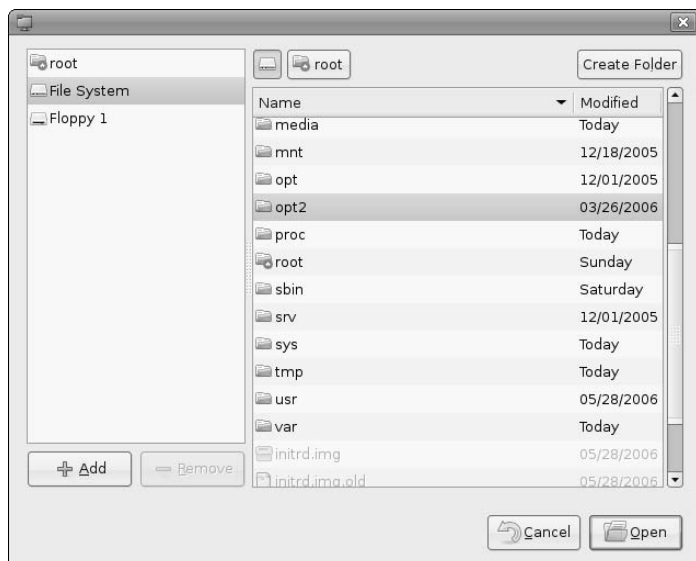 root
File System
Floppy 1
root
Create Folder
Name Modified
media Today
mnt 12/18/2005
opt 12/01/2005
opt2 03/26/2006
proc Today
root Sunday
sbin Saturday
srv 12/01/2005
sys Today
tmp Today
usr 05/28/2006
var Today
initrd.img 05/28/2006
initrd.img.old 05/28/2006
Add
Remove
Cancel
Open